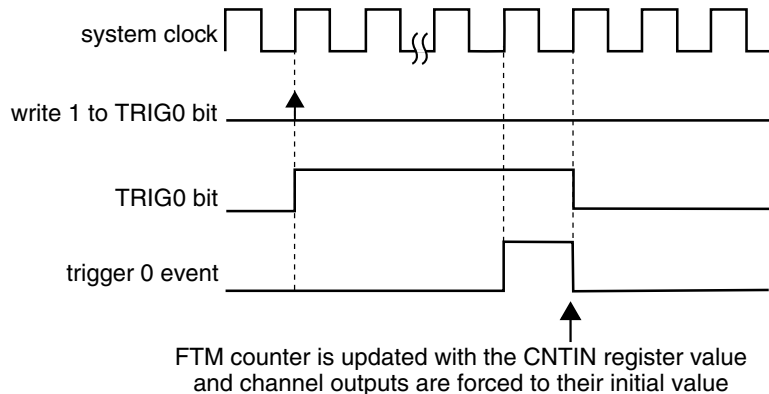 system clock
write 1 to TRIG0 bit
TRIG0 bit
trigger 0 event
FTM counter is updated with the CNTIN register value
and channel outputs are forced to their initial value